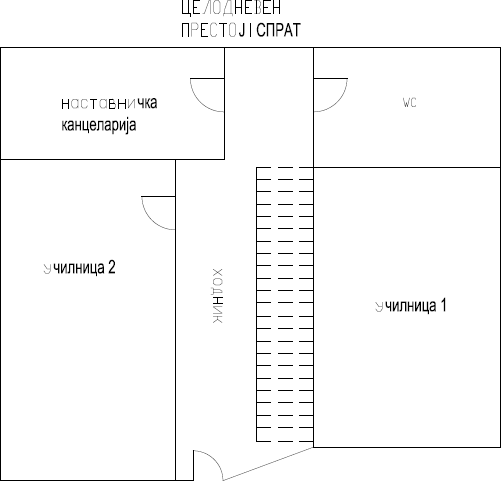 ЦЕЛОДНЕВЕН
ПРЕСТОЈ I СПРАТ
наставничка
канцеларија
WC
училница 2
ходник
училница 1